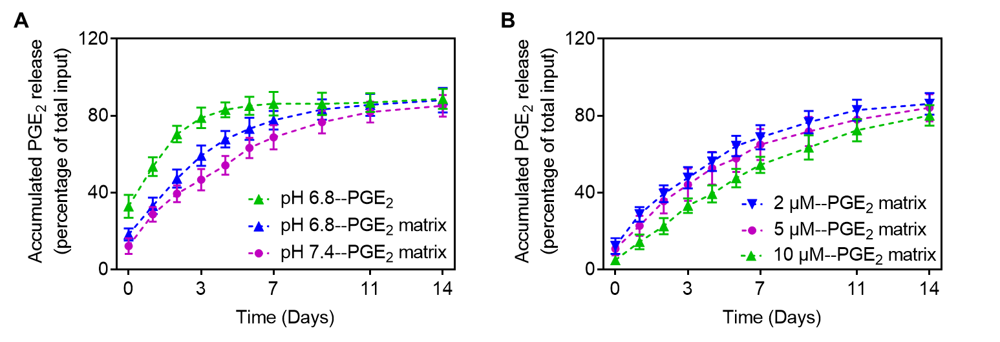 A
Accumulated PGE2 release
(percentage of total input)
120
80
40
0
pH 6.8--PGE2
pH 6.8--PGE2 matrix
pH 7.4--PGE2 matrix
0 3 7 11 14
Time (Days)
B
Accumulated PGE2 release
(percentage of total input)
120
80
40
0
2 µM--PGE2 matrix
5 µM--PGE2 matrix
10 µM--PGE2 matrix
0 3 7 11 14
Time (Days)